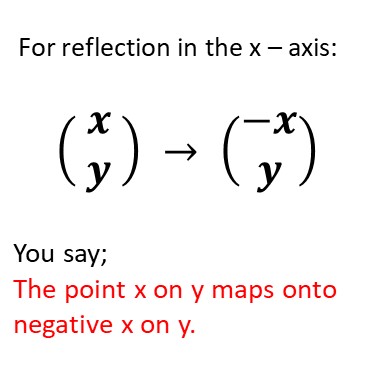 For reflection in the x – axis:
(x y) → (−x y)
You say;
The point x on y maps onto
negative x on y.